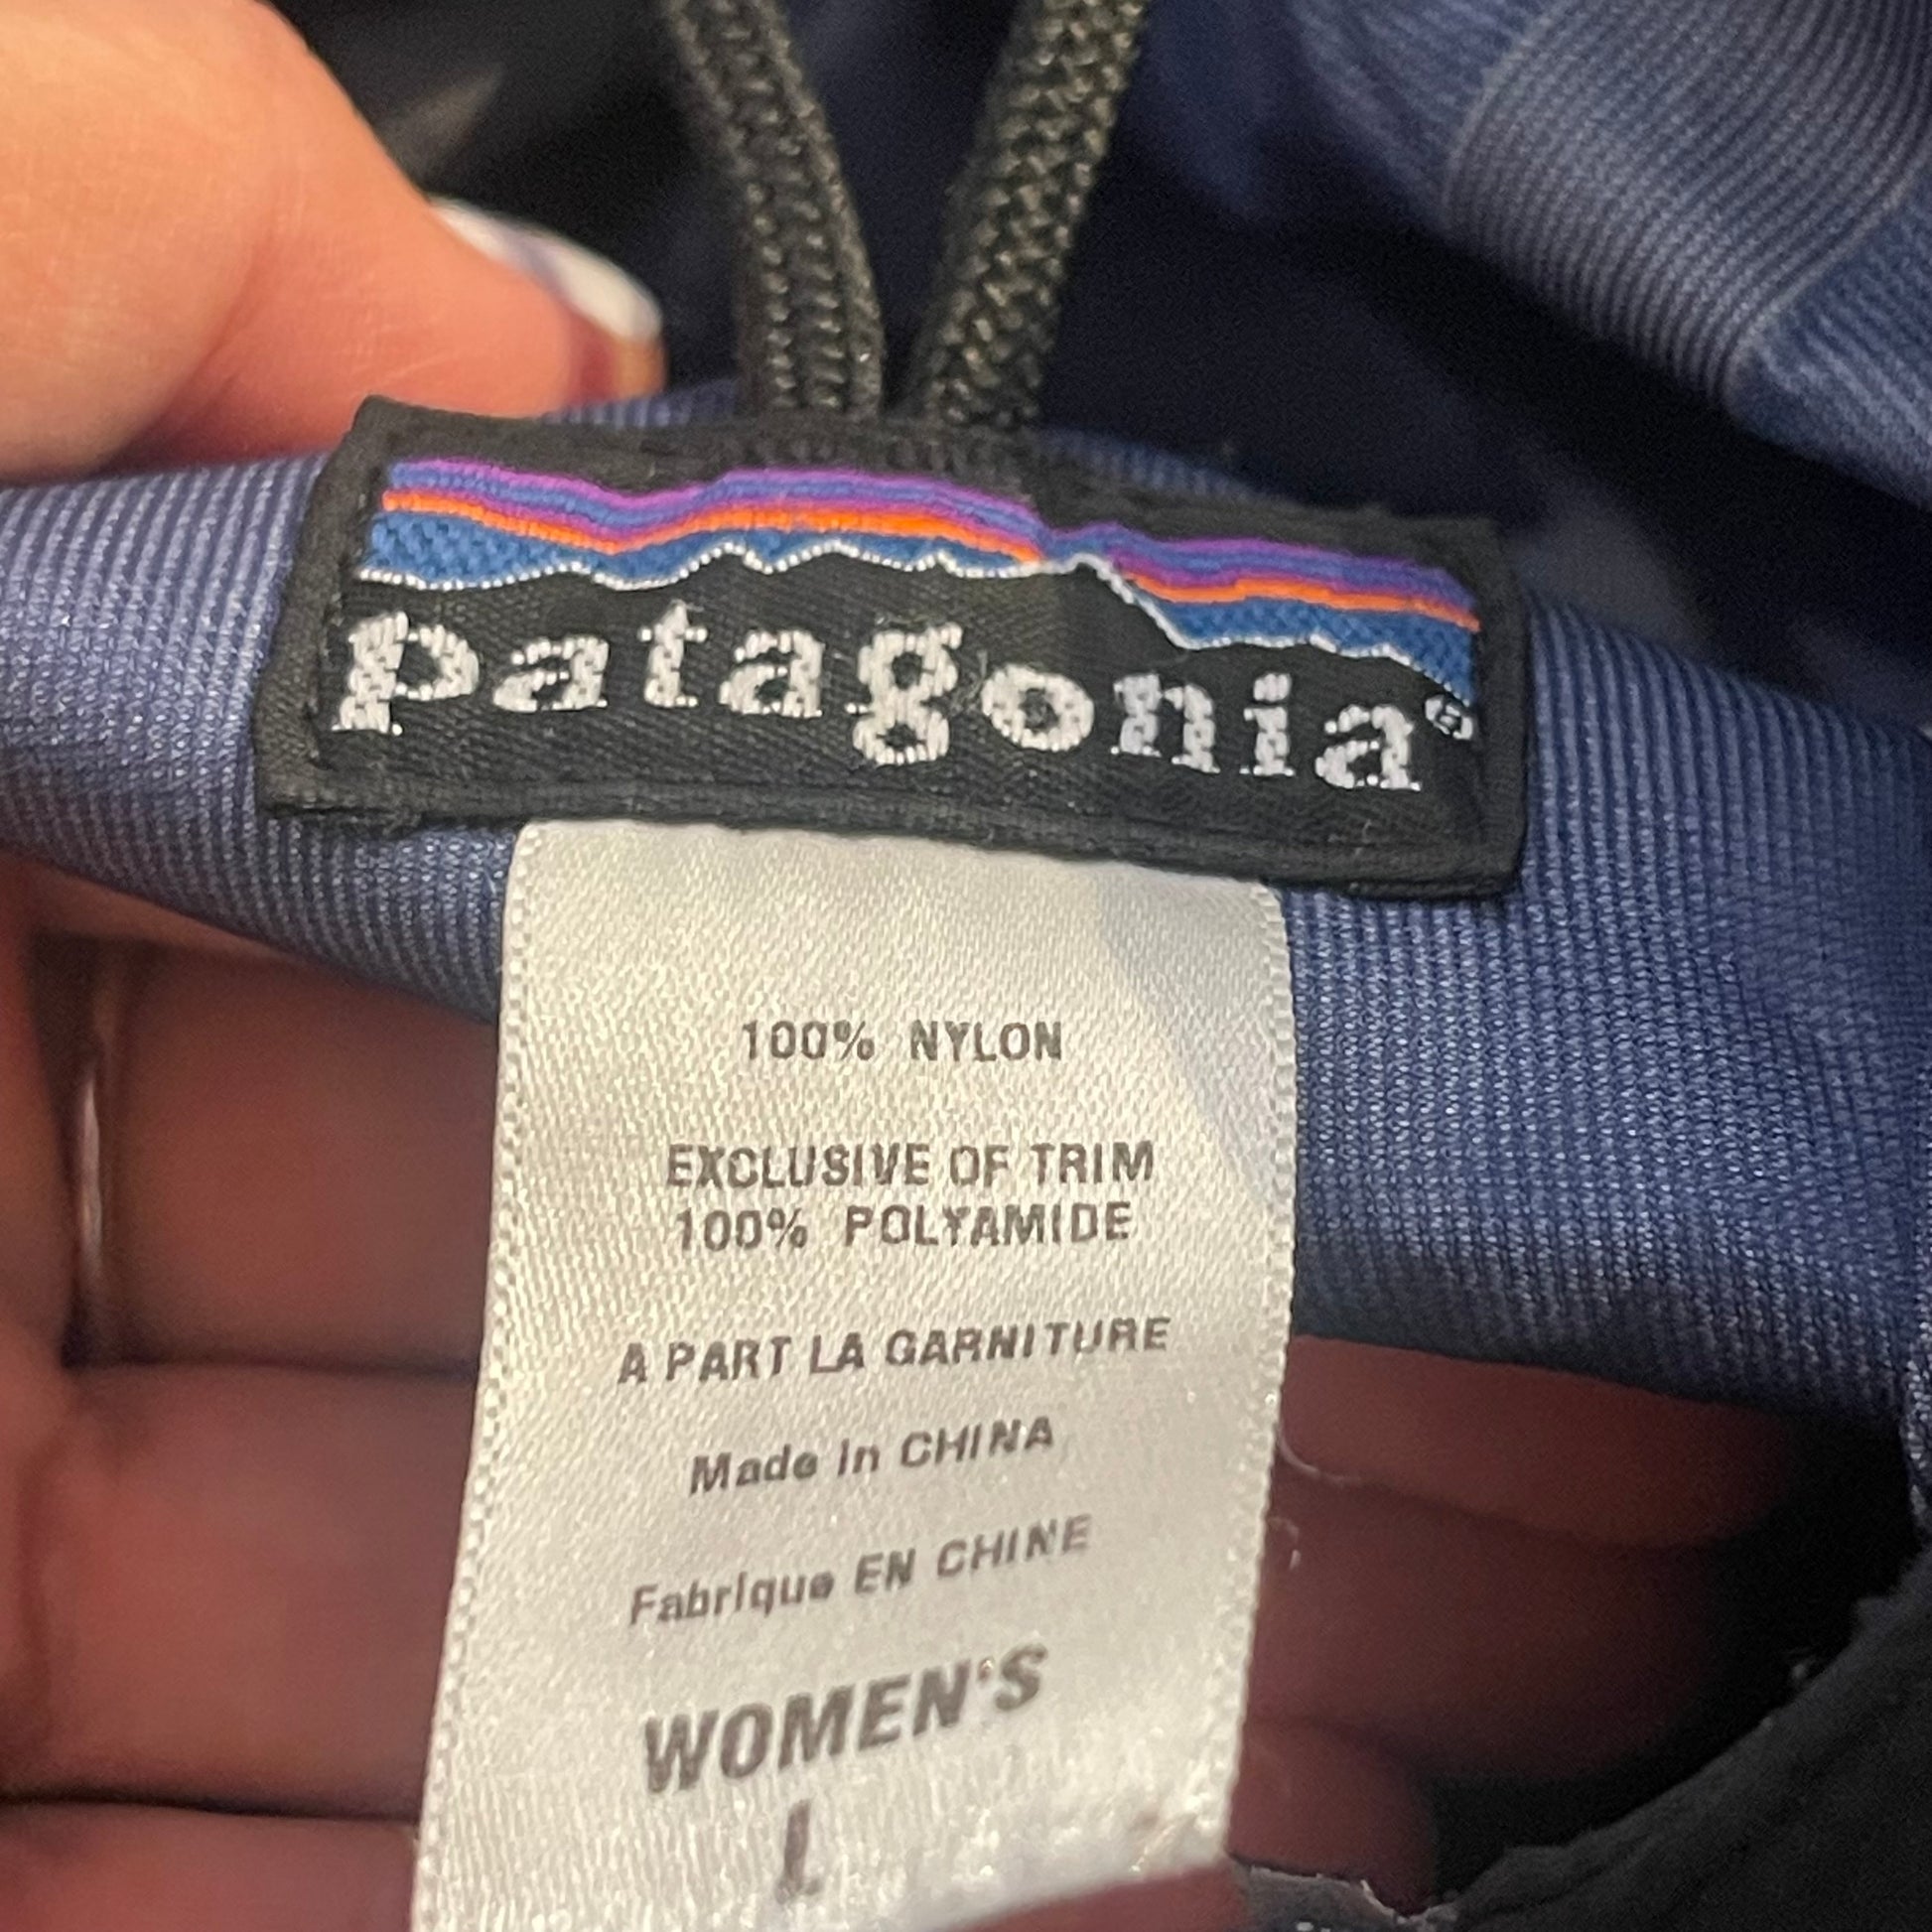 patagonia®
100% NYLON
EXCLUSIVE OF TRIM
100% POLYAMIDE
A PART LA GARNITURE
Made in CHINA
Fabrique EN CHINE
WOMEN'S
L